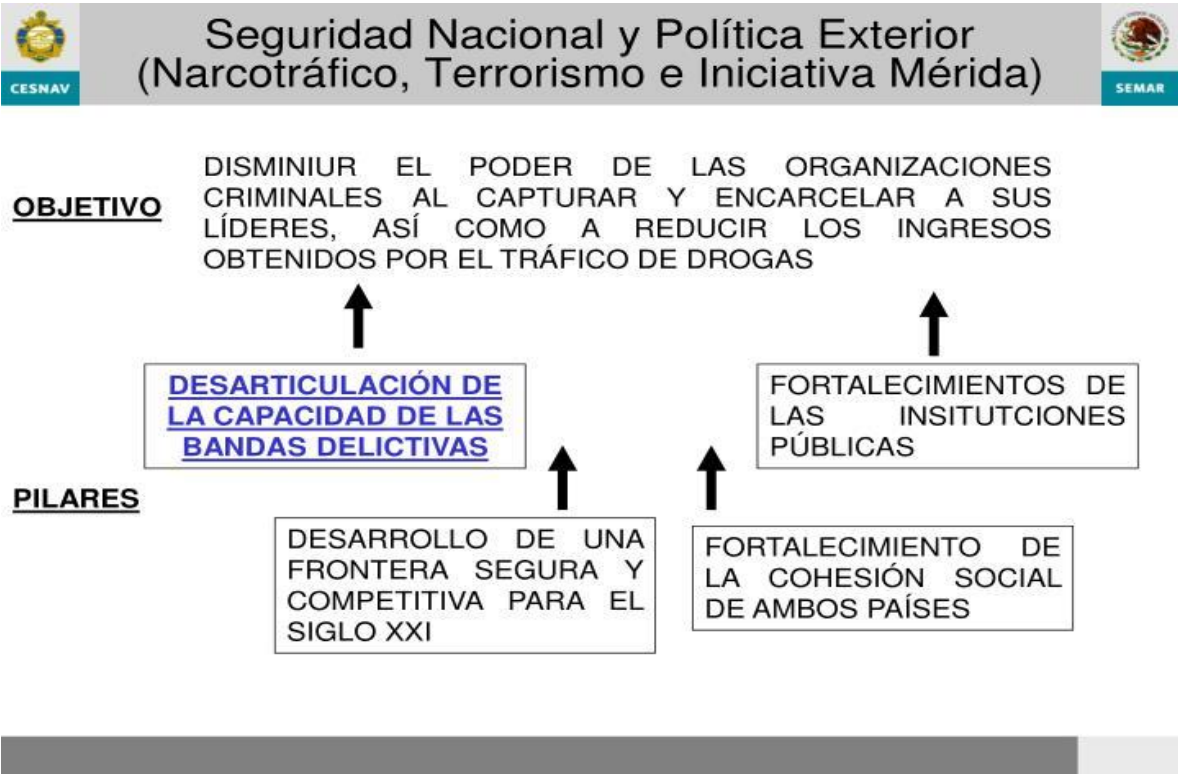 Seguridad Nacional y Política Exterior
(Narcotráfico, Terrorismo e Iniciativa Mérida)
CESNAV
SEMAR
OBJETIVO
DISMINIUR EL PODER DE LAS ORGANIZACIONES
CRIMINALES AL CAPTURAR Y ENCARCELAR A SUS
LÍDERES, ASÍ COMO A REDUCIR LOS INGRESOS
OBTENIDOS POR EL TRÁFICO DE DROGAS
DESARTICULACIÓN DE
LA CAPACIDAD DE LAS
BANDAS DELICTIVAS
FORTALECIMIENTOS DE
LAS INSITUTCIONES
PÚBLICAS
PILARES
DESARROLLO DE UNA
FRONTERA SEGURA Y
COMPETITIVA PARA EL
SIGLO XXI
FORTALECIMIENTO DE
LA COHESIÓN SOCIAL
DE AMBOS PAÍSES